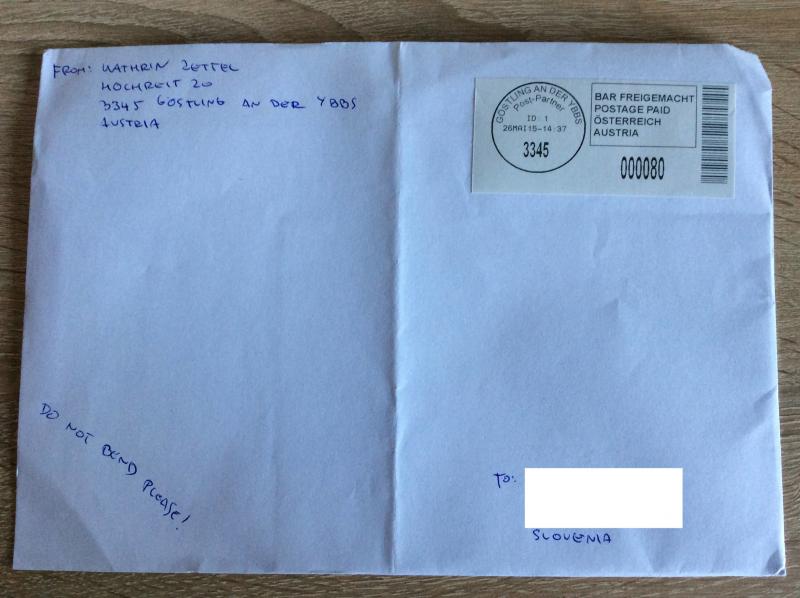 FROM: KATHRIN ZETTEL
HOCHREIT 20
3345 GÖSTLING AN DER YBBS
AUSTRIA
GÖSTLING AN DER YBBS
Post-Partner
ID: 1
26MAI15-14:37
3345
BAR FREIGEMACHT
POSTAGE PAID
ÖSTERREICH
AUSTRIA
000080
DO NOT BEND PLEASE!
TO:
SLOVENIA